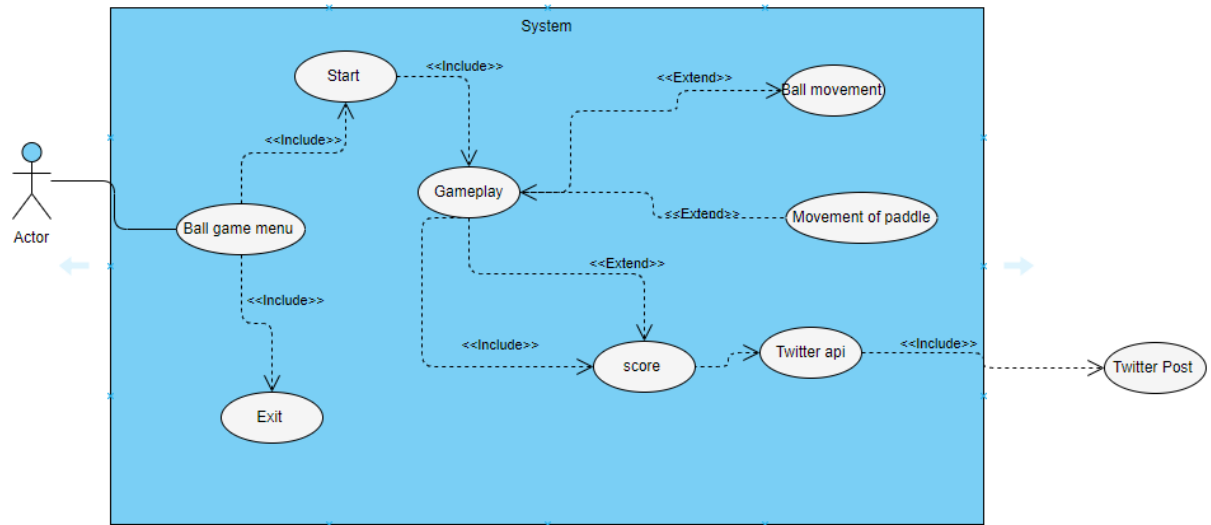 System
Start
<<Include>>
<<Extend>>
Ball movement
<<Include>>
Actor
Ball game menu
Gameplay
<<Extend>>
Movement of paddle
<<Extend>>
<<Include>>
<<Include>>
score
Twitter api
<<Include>>
Twitter Post
Exit